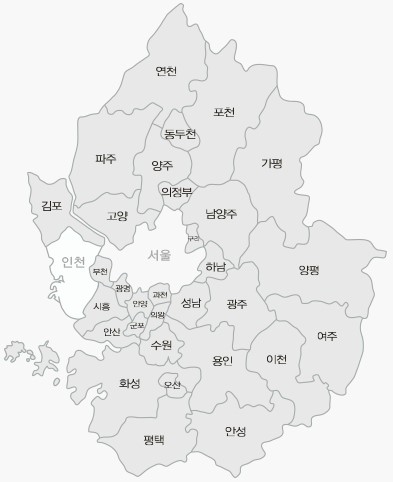 연천
포천
동두천
파주
양주
가평
의정부
김포
고양
남양주
구리
서울
인천
하남
양평
부천
광명
과천
시흥
안양
성남
광주
의왕
군포
안산
여주
수원
용인
이천
화성
오산
안성
평택